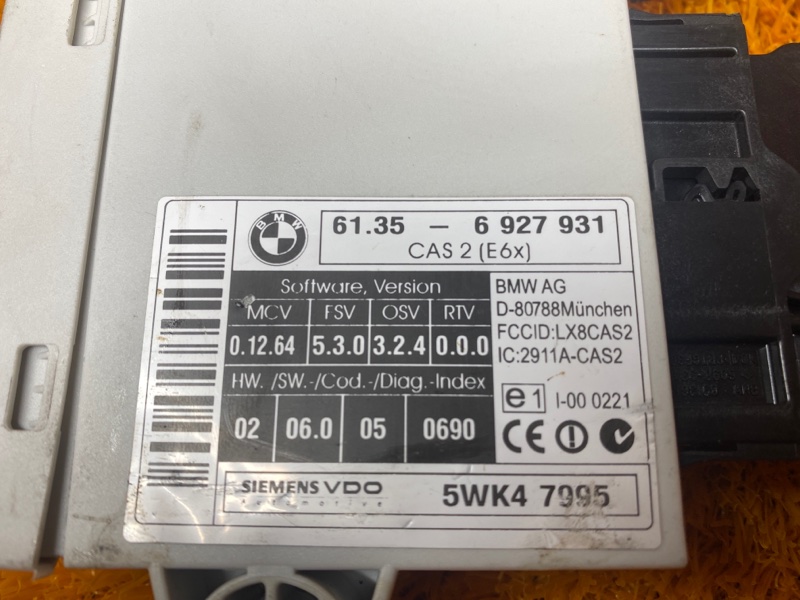 BMW
61.35 - 6 927 931
CAS 2 (E6x)
Software, Version
MCV FSV OSV RTV
0.12.64 5.3.0 3.2.4 0.0.0
HW. /SW.-/Cod.-/Diag.-Index
02 06.0 05 0690
BMW AG
D-80788München
FCCID:LX8CAS2
IC:2911A-CAS2
e1 I-00 0221
CE
SIEMENS VDO
automotive
5WK4 7995